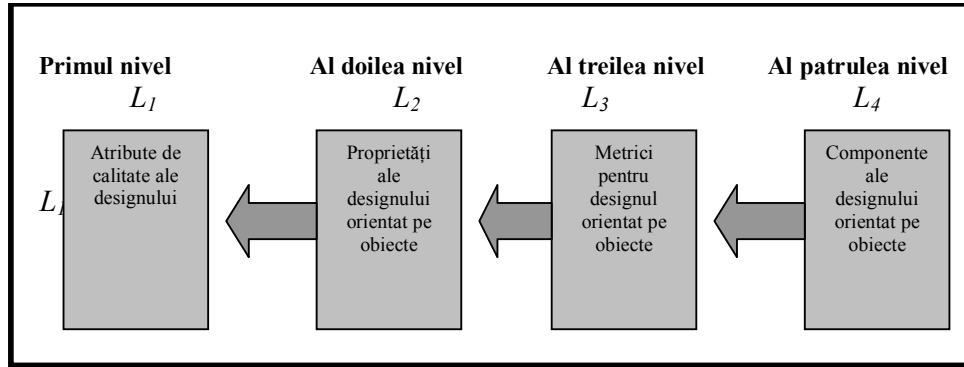 Primul nivel Al doilea nivel Al treilea nivel Al patrulea nivel
L1 L2 L3 L4
Atribute de
calitate ale
designului
Proprietăți
ale
designului
orientat pe
obiecte
Metrici
pentru
designul
orientat pe
obiecte
Componente
ale
designului
orientat pe
obiecte